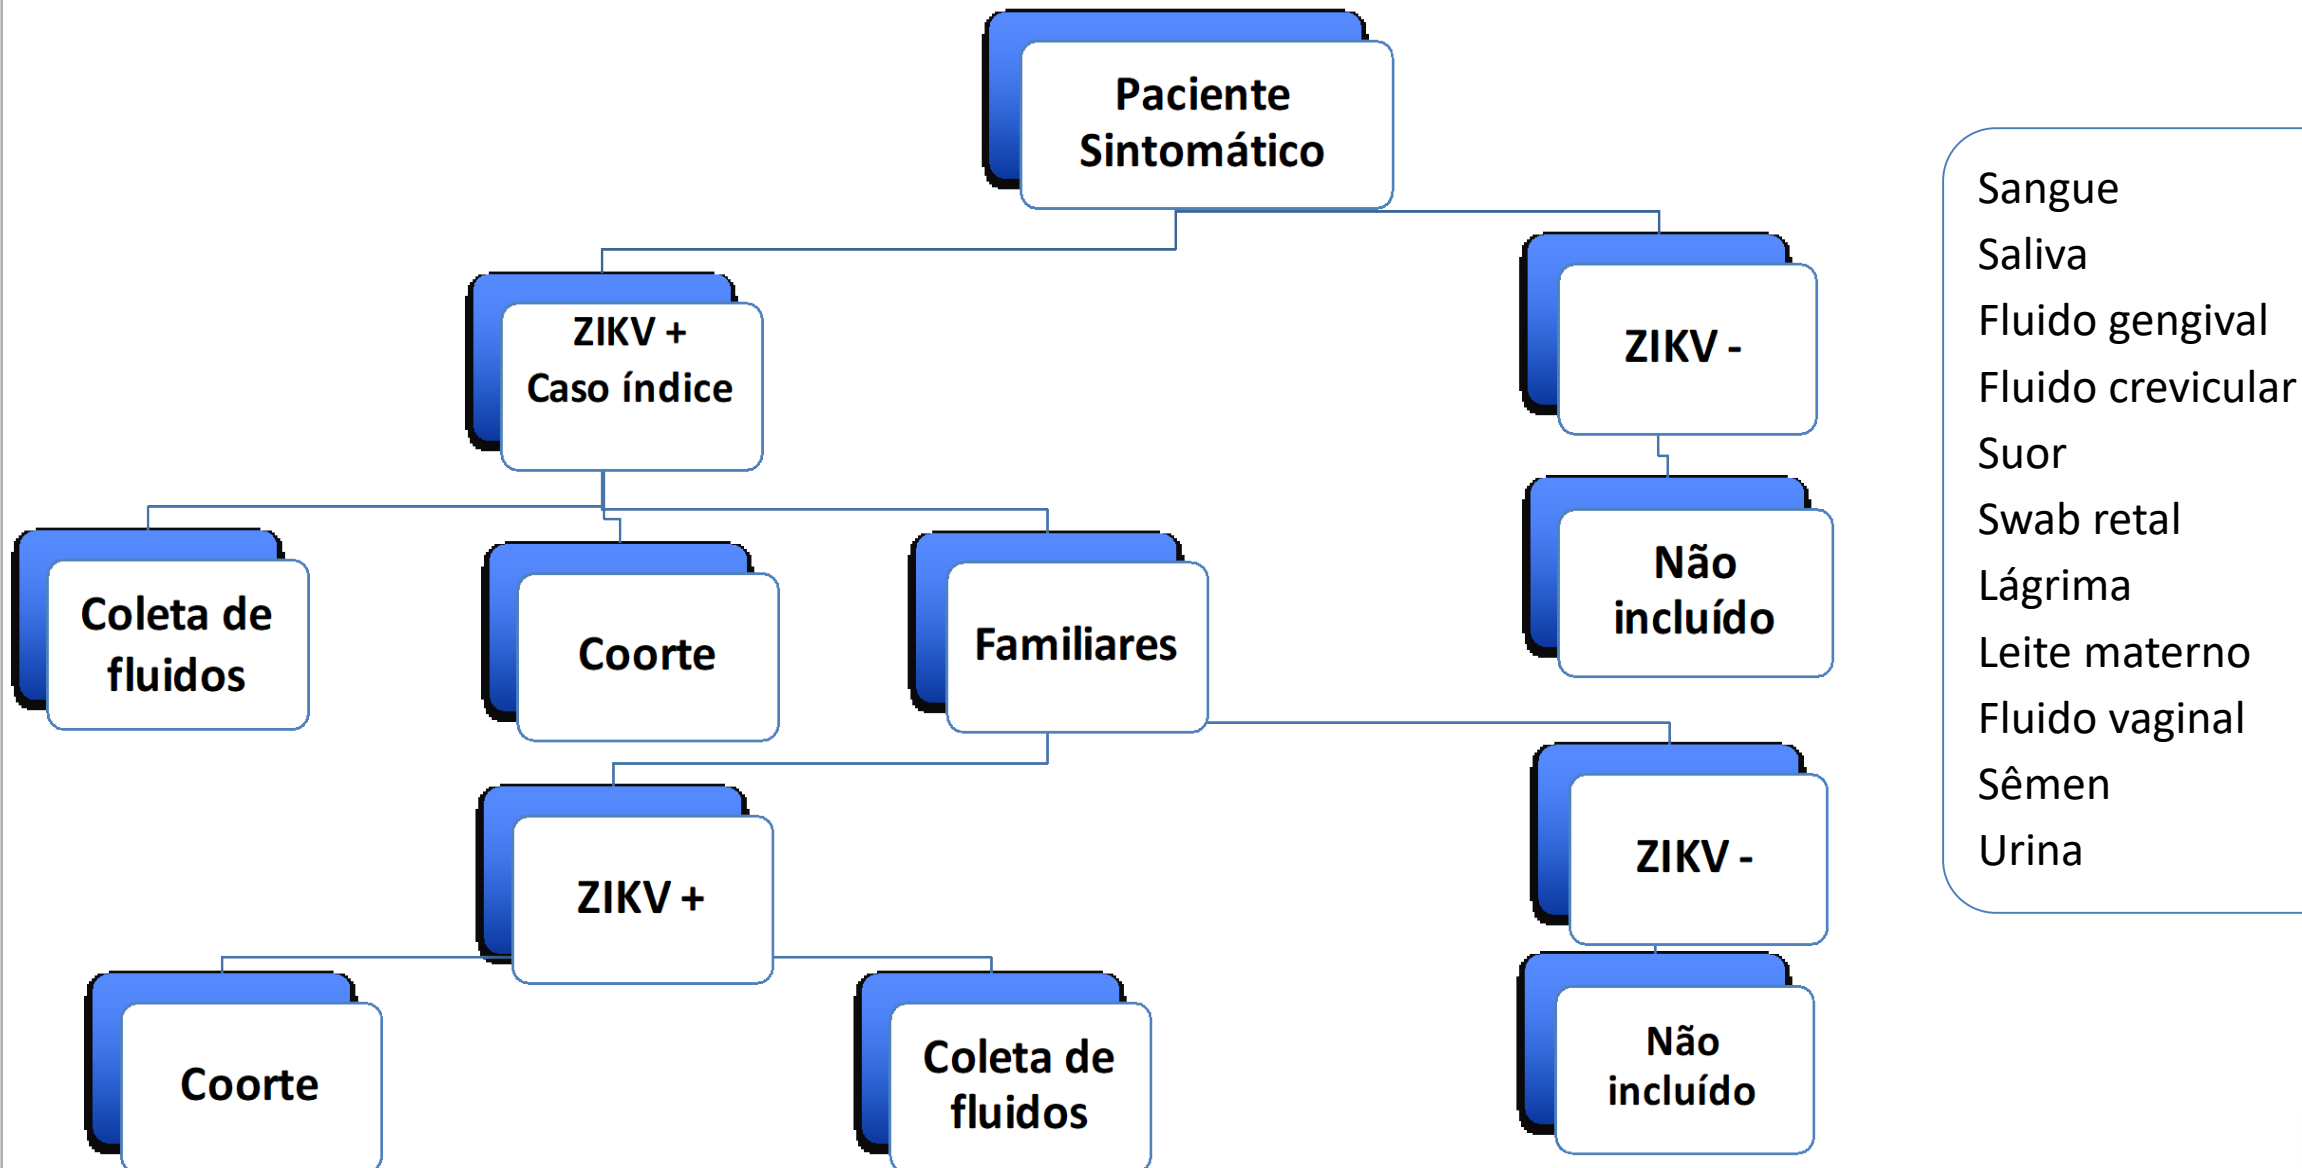 Paciente
Sintomático
ZIKV +
Caso índice
ZIKV -
Coleta de
fluidos
Coorte
Familiares
Não
incluído
ZIKV +
ZIKV -
Coorte
Coleta de
fluidos
Não
incluído
Sangue
Saliva
Fluido gengival
Fluido crevicular
Suor
Swab retal
Lágrima
Leite materno
Fluido vaginal
Sêmen
Urina